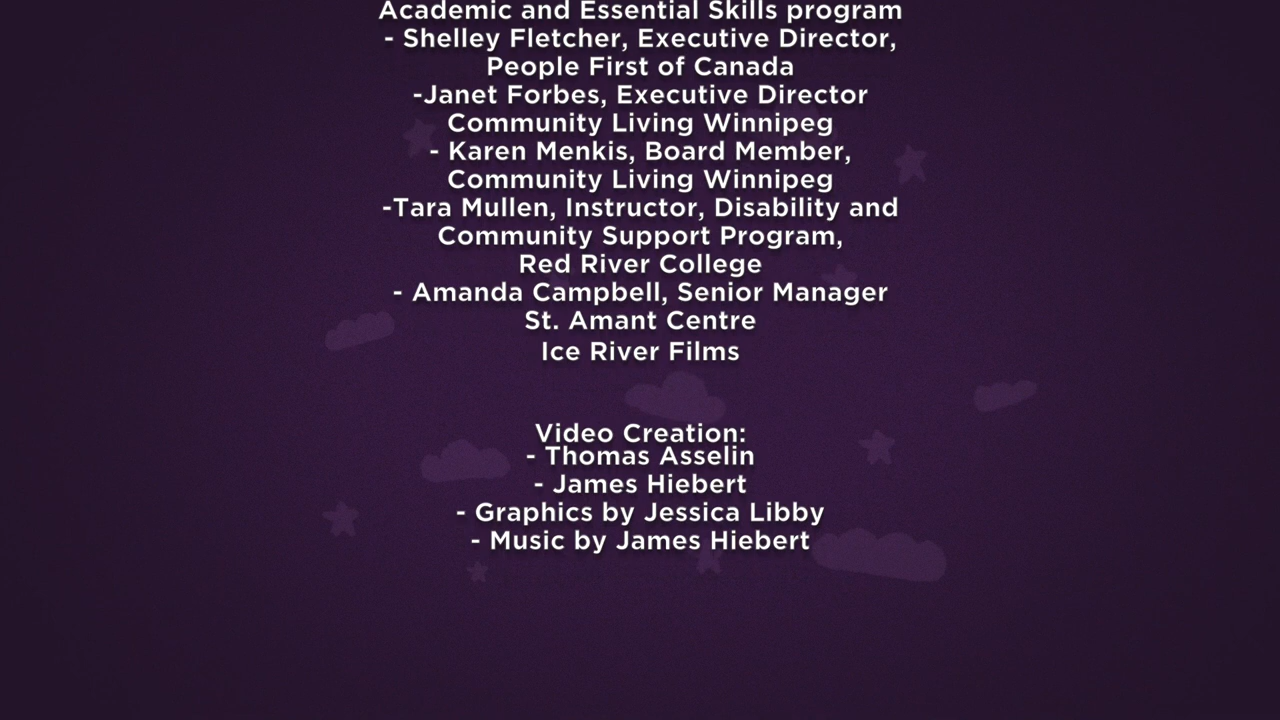 Academic and Essential Skills program
- Shelley Fletcher, Executive Director,
People First of Canada
-Janet Forbes, Executive Director
Community Living Winnipeg
- Karen Menkis, Board Member,
Community Living Winnipeg
-Tara Mullen, Instructor, Disability and
Community Support Program,
Red River College
- Amanda Campbell, Senior Manager
St. Amant Centre
Ice River Films
Video Creation:
- Thomas Asselin
- James Hiebert
- Graphics by Jessica Libby
- Music by James Hiebert